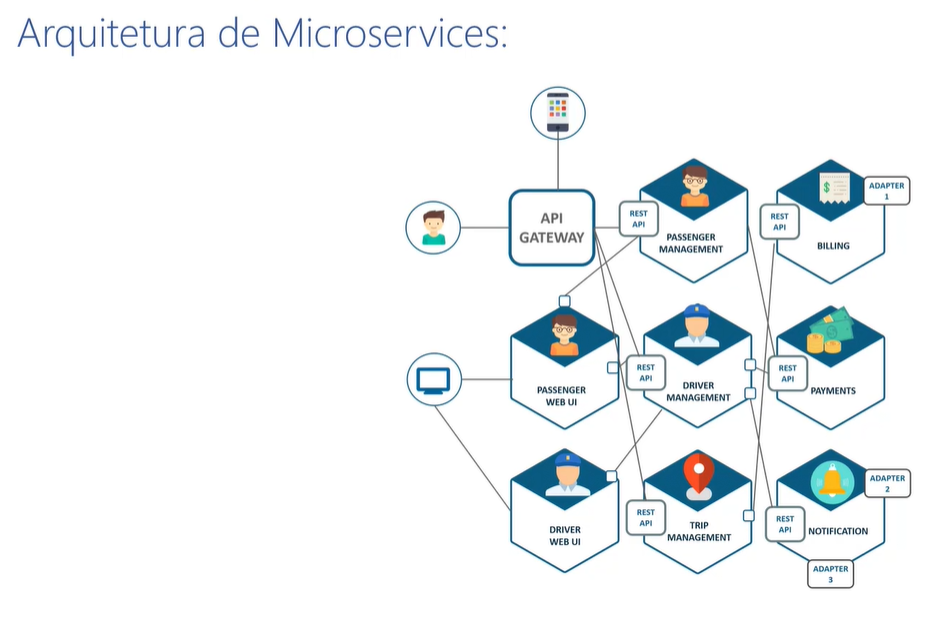 Arquitetura de Microservices:
API
GATEWAY
REST
API
PASSENGER
MANAGEMENT
REST
API
BILLING
ADAPTER
1
PASSENGER
WEB UI
REST
API
DRIVER
MANAGEMENT
REST
API
PAYMENTS
DRIVER
WEB UI
REST
API
TRIP
MANAGEMENT
REST
API
NOTIFICATION
ADAPTER
2
ADAPTER
3